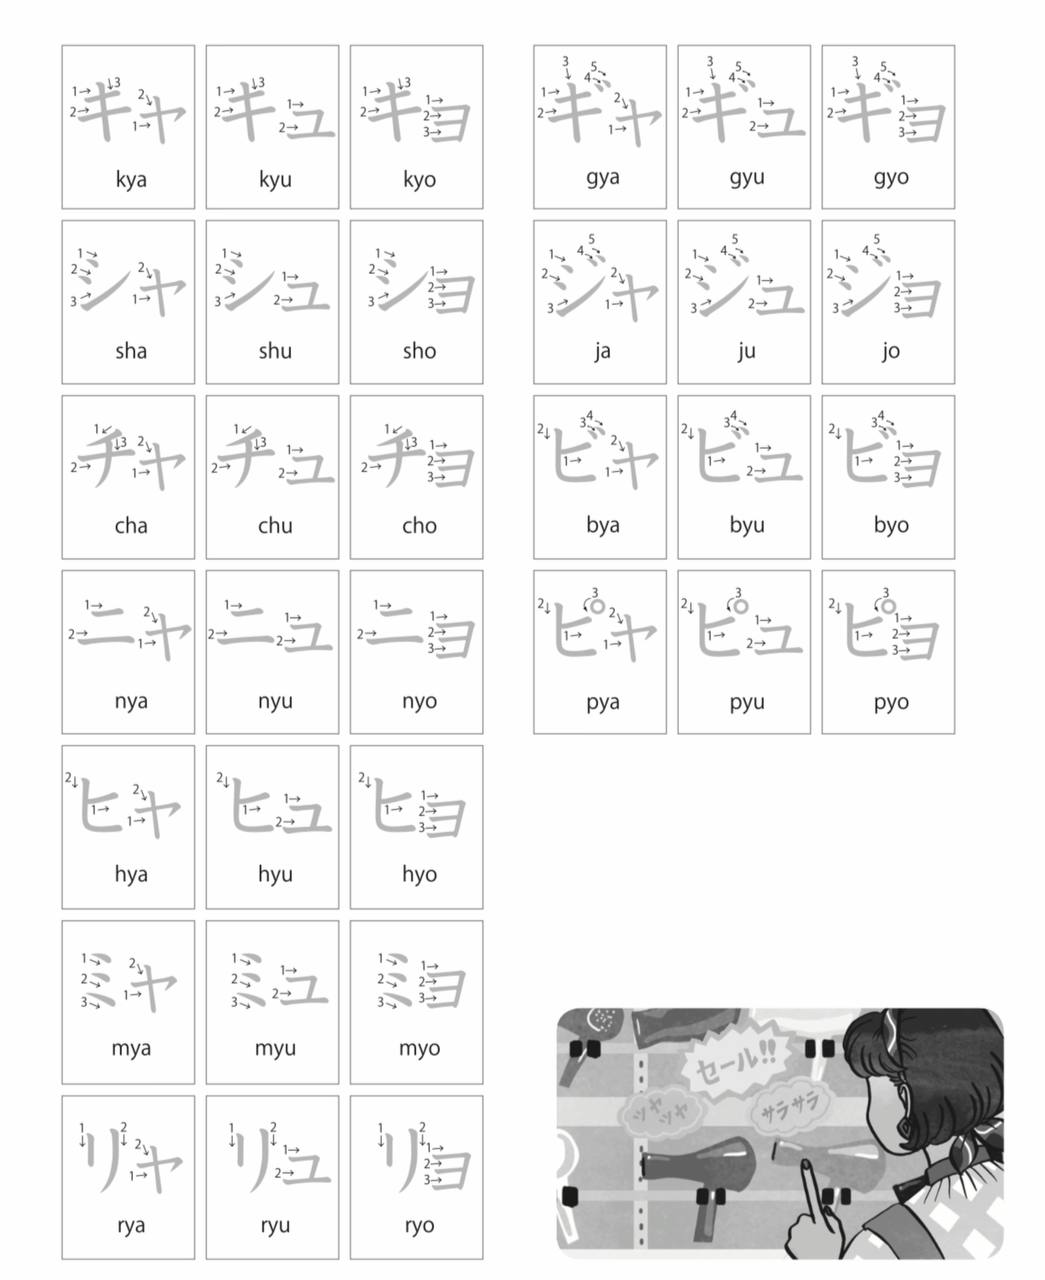 キャ キュ キョ ギャ ギュ ギョ
kya kyu kyo gya gyu gyo
シャ シュ ショ ジャ ジュ ジョ
sha shu sho ja ju jo
チャ チュ チョ ビャ ビュ ビョ
cha chu cho bya byu byo
ニャ ニュ ニョ ピャ ピュ ピョ
nya nyu nyo pya pyu pyo
ヒャ ヒュ ヒョ
hya hyu hyo
ミャ ミュ ミョ
mya myu myo
リャ リュ リョ
rya ryu ryo
セール!!
ツヤ
ツヤ
サラサラ